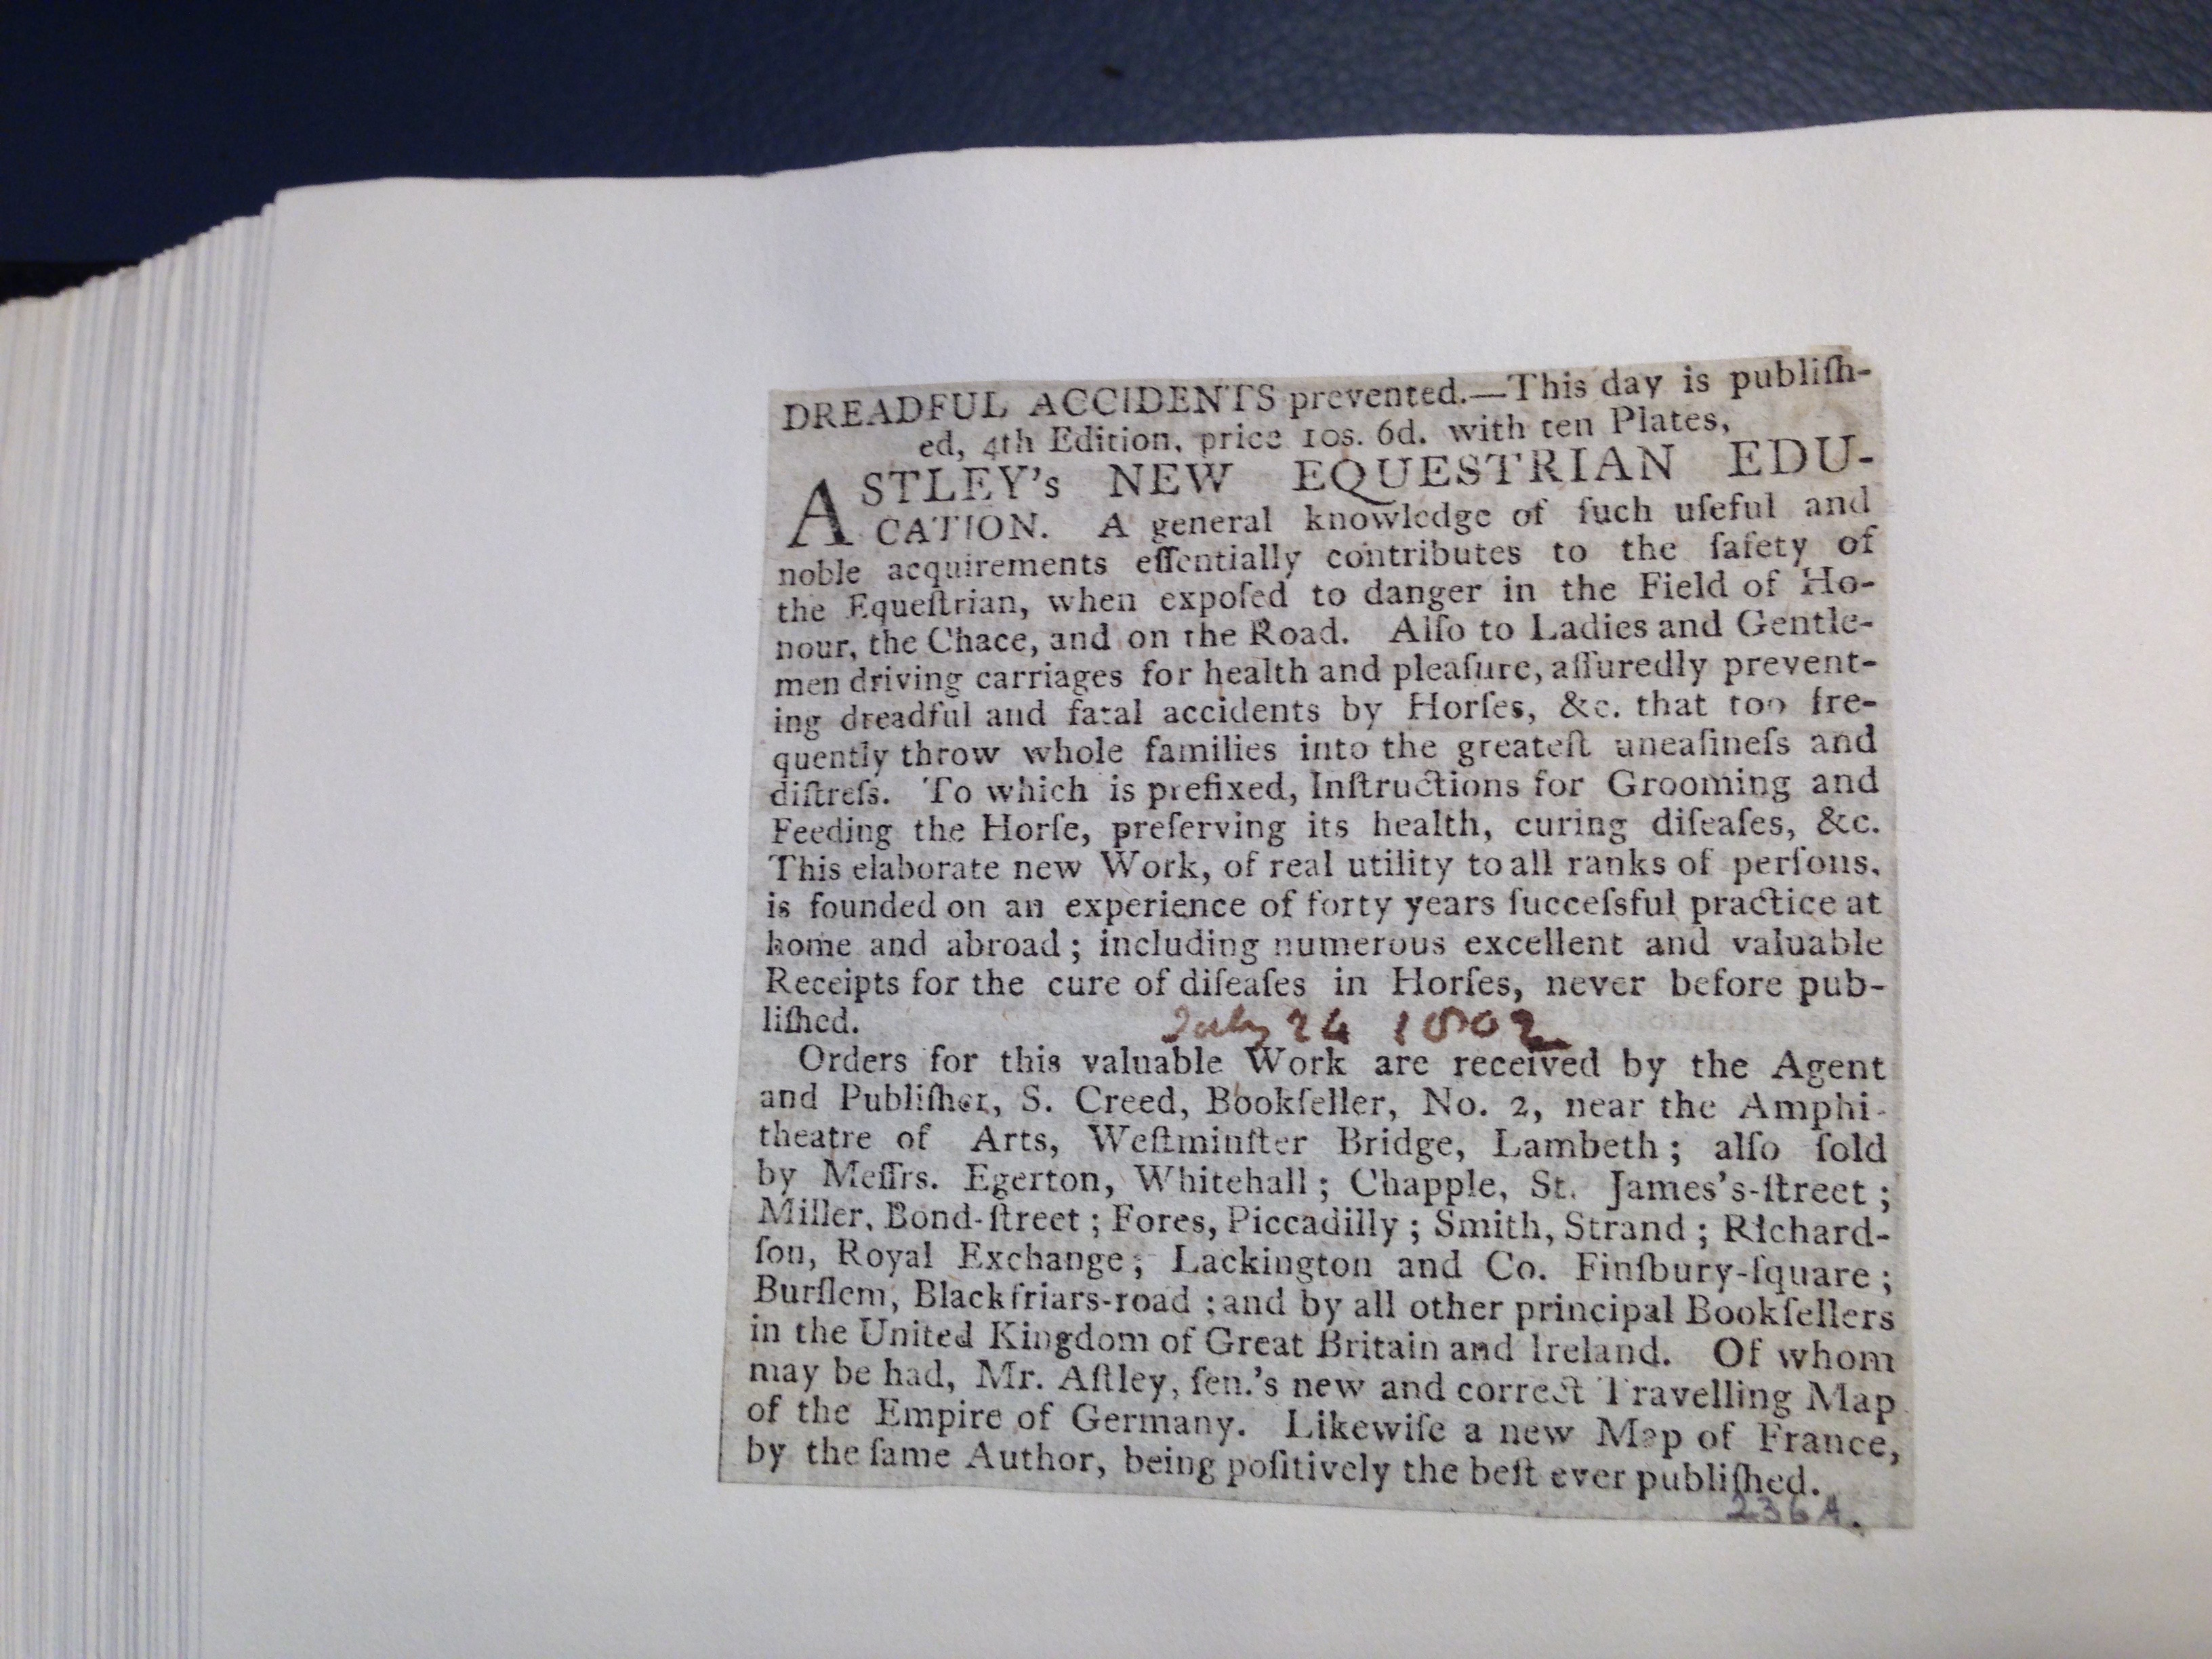 DREADFUL ACCIDENTS prevented.—This day is publiſh-
ed, 4th Edition, price 10s. 6d. with ten Plates,
ASTLEY's NEW EQUESTRIAN EDU-
CATION. A general knowledge of ſuch uſeful and
noble acquirements eſſentially contributes to the ſafety of
the Equeſtrian, when expoſed to danger in the Field of Ho-
nour, the Chace, and on the Road. Alſo to Ladies and Gentle-
men driving carriages for health and pleaſure, aſſuredly prevent-
ing dreadful and fatal accidents by Horſes, &c. that too fre-
quently throw whole families into the greateſt uneaſineſs and
diſtreſs. To which is prefixed, Inſtructions for Grooming and
Feeding the Horſe, preſerving its health, curing diſeaſes, &c.
This elaborate new Work, of real utility to all ranks of perſons,
is founded on an experience of forty years ſucceſsful practice at
home and abroad; including numerous excellent and valuable
Receipts for the cure of diſeaſes in Horſes, never before pub-
liſhed.
July 24 1802
Orders for this valuable Work are received by the Agent
and Publiſher, S. Creed, Bookſeller, No. 2, near the Amphi-
theatre of Arts, Weſtminſter Bridge, Lambeth; alſo ſold
by Meſſrs. Egerton, Whitehall; Chapple, St. James's-ſtreet;
Miller, Bond-ſtreet; Fores, Piccadilly; Smith, Strand; Richard-
ſon, Royal Exchange; Lackington and Co. Finſbury-ſquare;
Burſlem, Blackfriars-road; and by all other principal Bookſellers
in the United Kingdom of Great Britain and Ireland. Of whom
may be had, Mr. Aſtley, ſen.'s new and correct Travelling Map
of the Empire of Germany. Likewiſe a new Map of France,
by the ſame Author, being poſitively the beſt ever publiſhed.
236A.